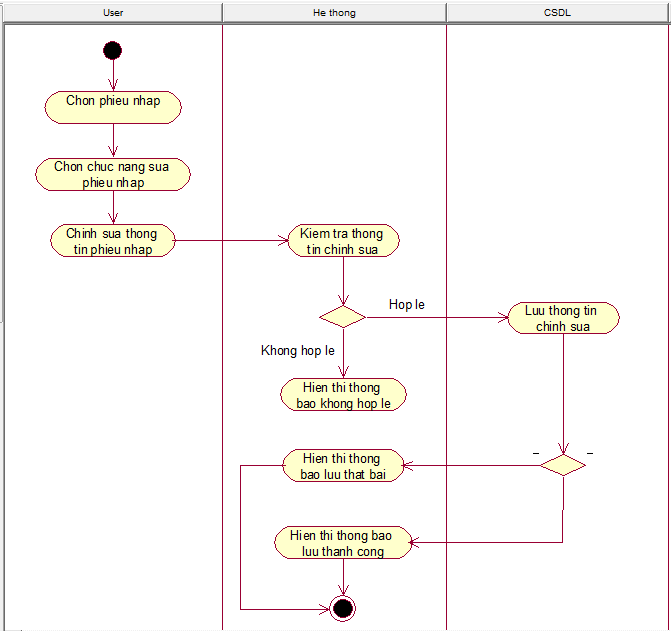 User
He thong
CSDL
Chon phieu nhap
Chon chuc nang sua
phieu nhap
Chinh sua thong
tin phieu nhap
Kiem tra thong
tin chinh sua
Hop le
Luu thong tin
chinh sua
Khong hop le
Hien thi thong
bao khong hop le
Hien thi thong
bao luu that bai
Hien thi thong bao
luu thanh cong